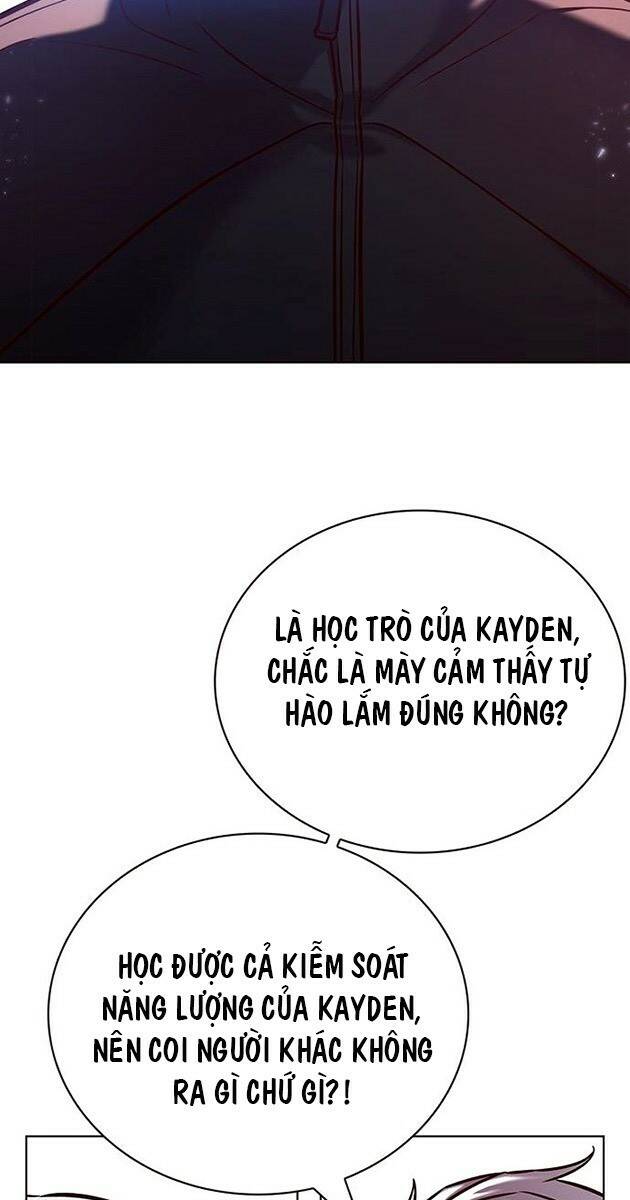 LÀ HỌC TRÒ CỦA KAYDEN,
CHẮC LÀ MÀY CẢM THẤY TỰ
HÀO LẮM ĐÚNG KHÔNG?
HỌC ĐƯỢC CẢ KIỂM SOÁT
NĂNG LƯỢNG CỦA KAYDEN,
NÊN COI NGƯỜI KHÁC KHÔNG
RA GÌ CHỨ GÌ?!